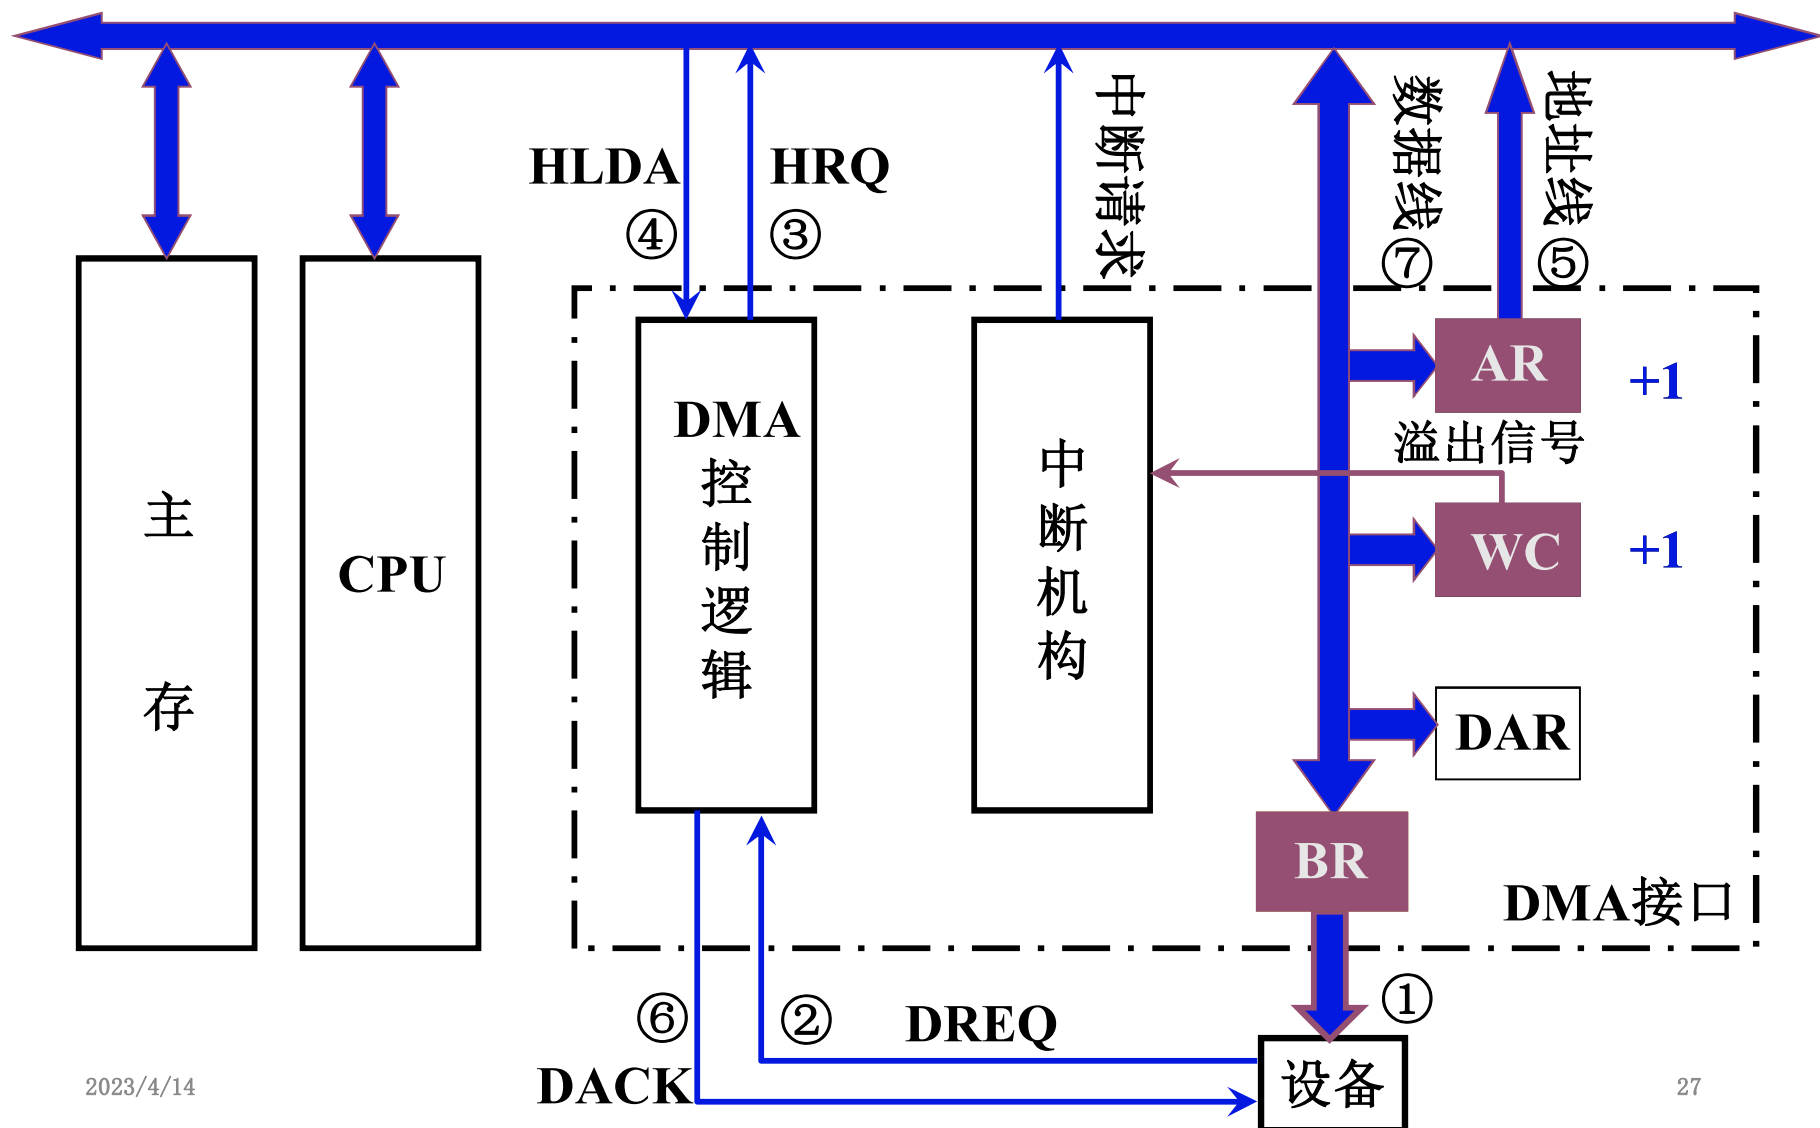 HLDA
④
HRQ
③
中断请求
数据线
⑦
地址线
⑤
主存
CPU
DMA
控制逻辑
中断机构
AR
+1
溢出信号
WC
+1
DAR
BR
DMA接口
①
⑥
②
DREQ
DACK
设备
2023/4/14
27